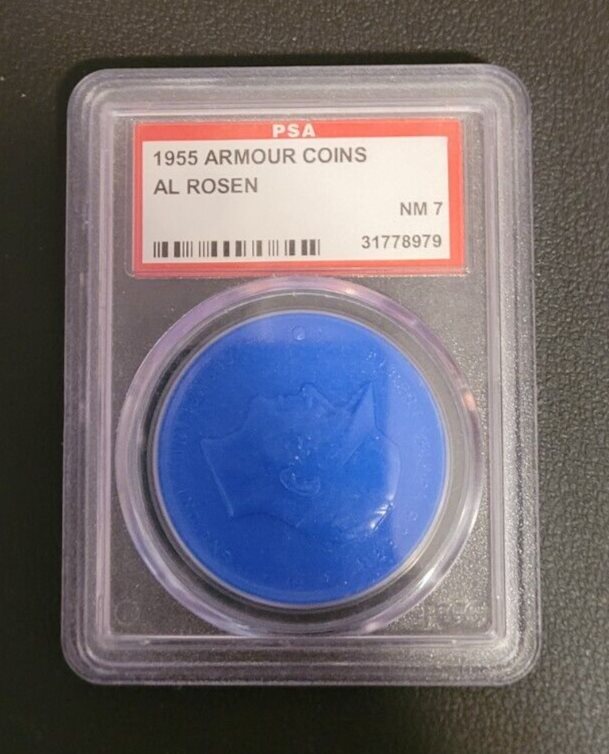 PSA
1955 ARMOUR COINS
AL ROSEN
NM 7
31778979